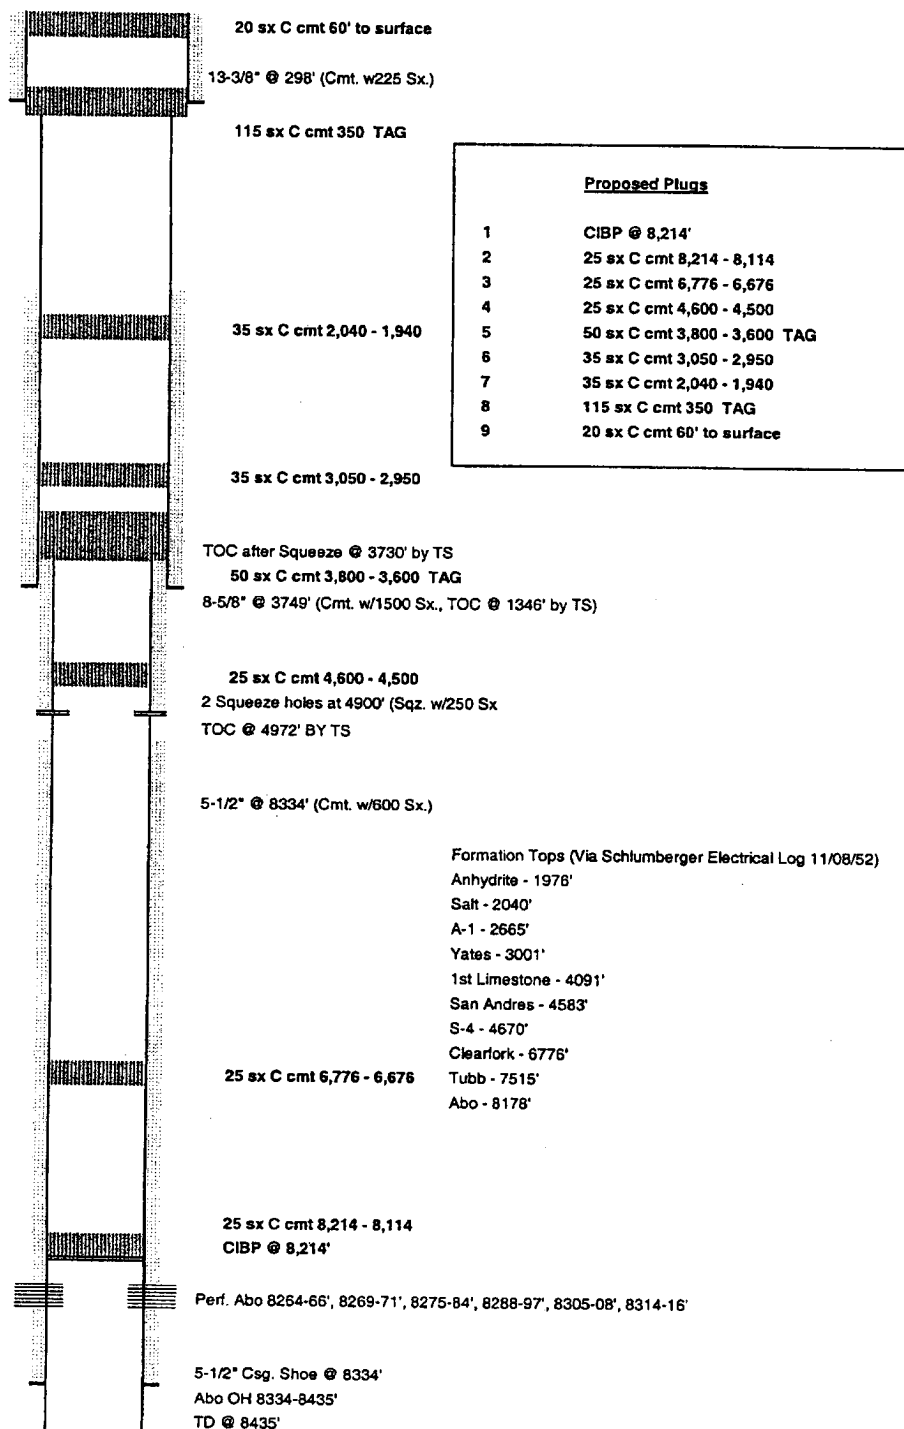 20 sx C cmt 60' to surface
13-3/8" @ 298' (Cmt. w225 Sx.)
115 sx C cmt 350 TAG
Proposed Plugs
1 CIBP @ 8,214'
2 25 sx C cmt 8,214 - 8,114
3 25 sx C cmt 6,776 - 6,676
4 25 sx C cmt 4,600 - 4,500
5 50 sx C cmt 3,800 - 3,600 TAG
6 35 sx C cmt 3,050 - 2,950
7 35 sx C cmt 2,040 - 1,940
8 115 sx C cmt 350 TAG
9 20 sx C cmt 60' to surface
35 sx C cmt 2,040 - 1,940
35 sx C cmt 3,050 - 2,950
TOC after Squeeze @ 3730' by TS
50 sx C cmt 3,800 - 3,600 TAG
8-5/8" @ 3749' (Cmt. w/1500 Sx., TOC @ 1346' by TS)
25 sx C cmt 4,600 - 4,500
2 Squeeze holes at 4900' (Sqz. w/250 Sx
TOC @ 4972' BY TS
5-1/2" @ 8334' (Cmt. w/600 Sx.)
Formation Tops (Via Schlumberger Electrical Log 11/08/52)
Anhydrite - 1976'
Salt - 2040'
A-1 - 2665'
Yates - 3001'
1st Limestone - 4091'
San Andres - 4583'
S-4 - 4670'
Clearfork - 6776'
Tubb - 7515'
Abo - 8178'
25 sx C cmt 6,776 - 6,676
25 sx C cmt 8,214 - 8,114
CIBP @ 8,214'
Perf. Abo 8264-66', 8269-71', 8275-84', 8288-97', 8305-08', 8314-16'
5-1/2" Csg. Shoe @ 8334'
Abo OH 8334-8435'
TD @ 8435'